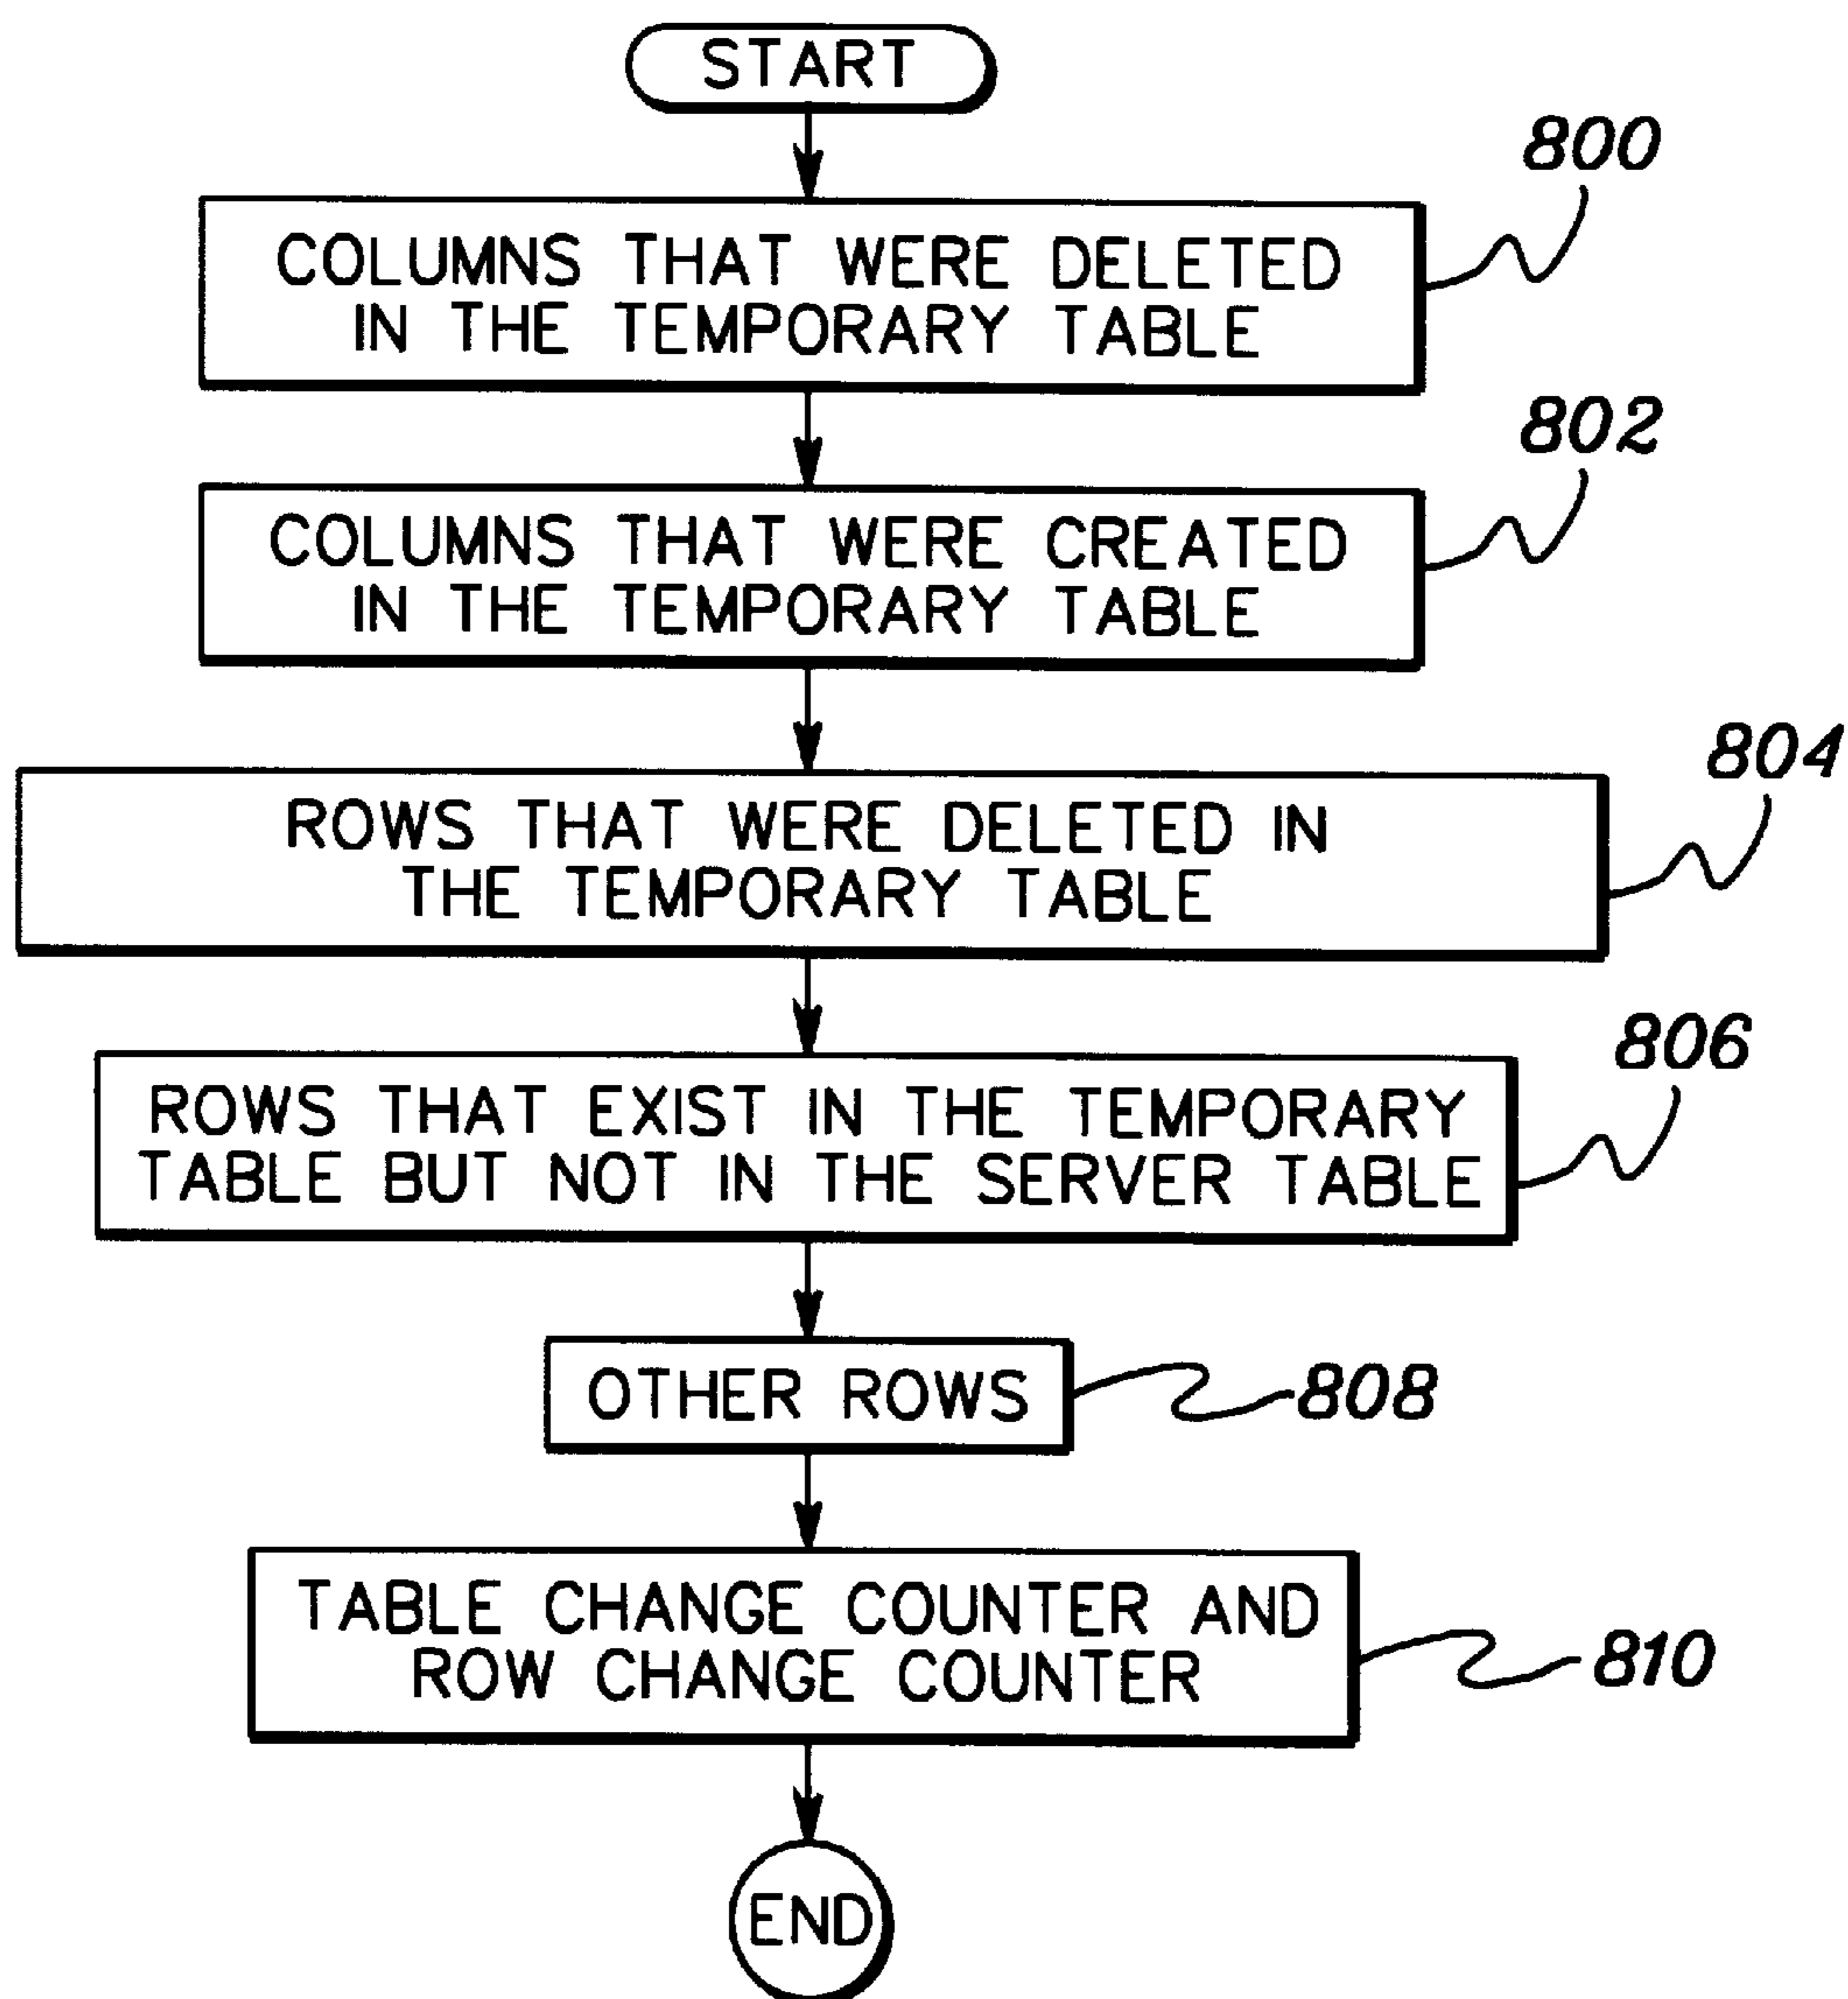 START
800
COLUMNS THAT WERE DELETED
IN THE TEMPORARY TABLE
802
COLUMNS THAT WERE CREATED
IN THE TEMPORARY TABLE
804
ROWS THAT WERE DELETED IN
THE TEMPORARY TABLE
806
ROWS THAT EXIST IN THE TEMPORARY
TABLE BUT NOT IN THE SERVER TABLE
OTHER ROWS
808
TABLE CHANGE COUNTER AND
ROW CHANGE COUNTER
810
END